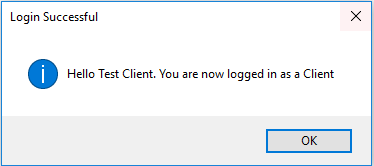 Login Successful
Hello Test Client. You are now logged in as a Client
OK